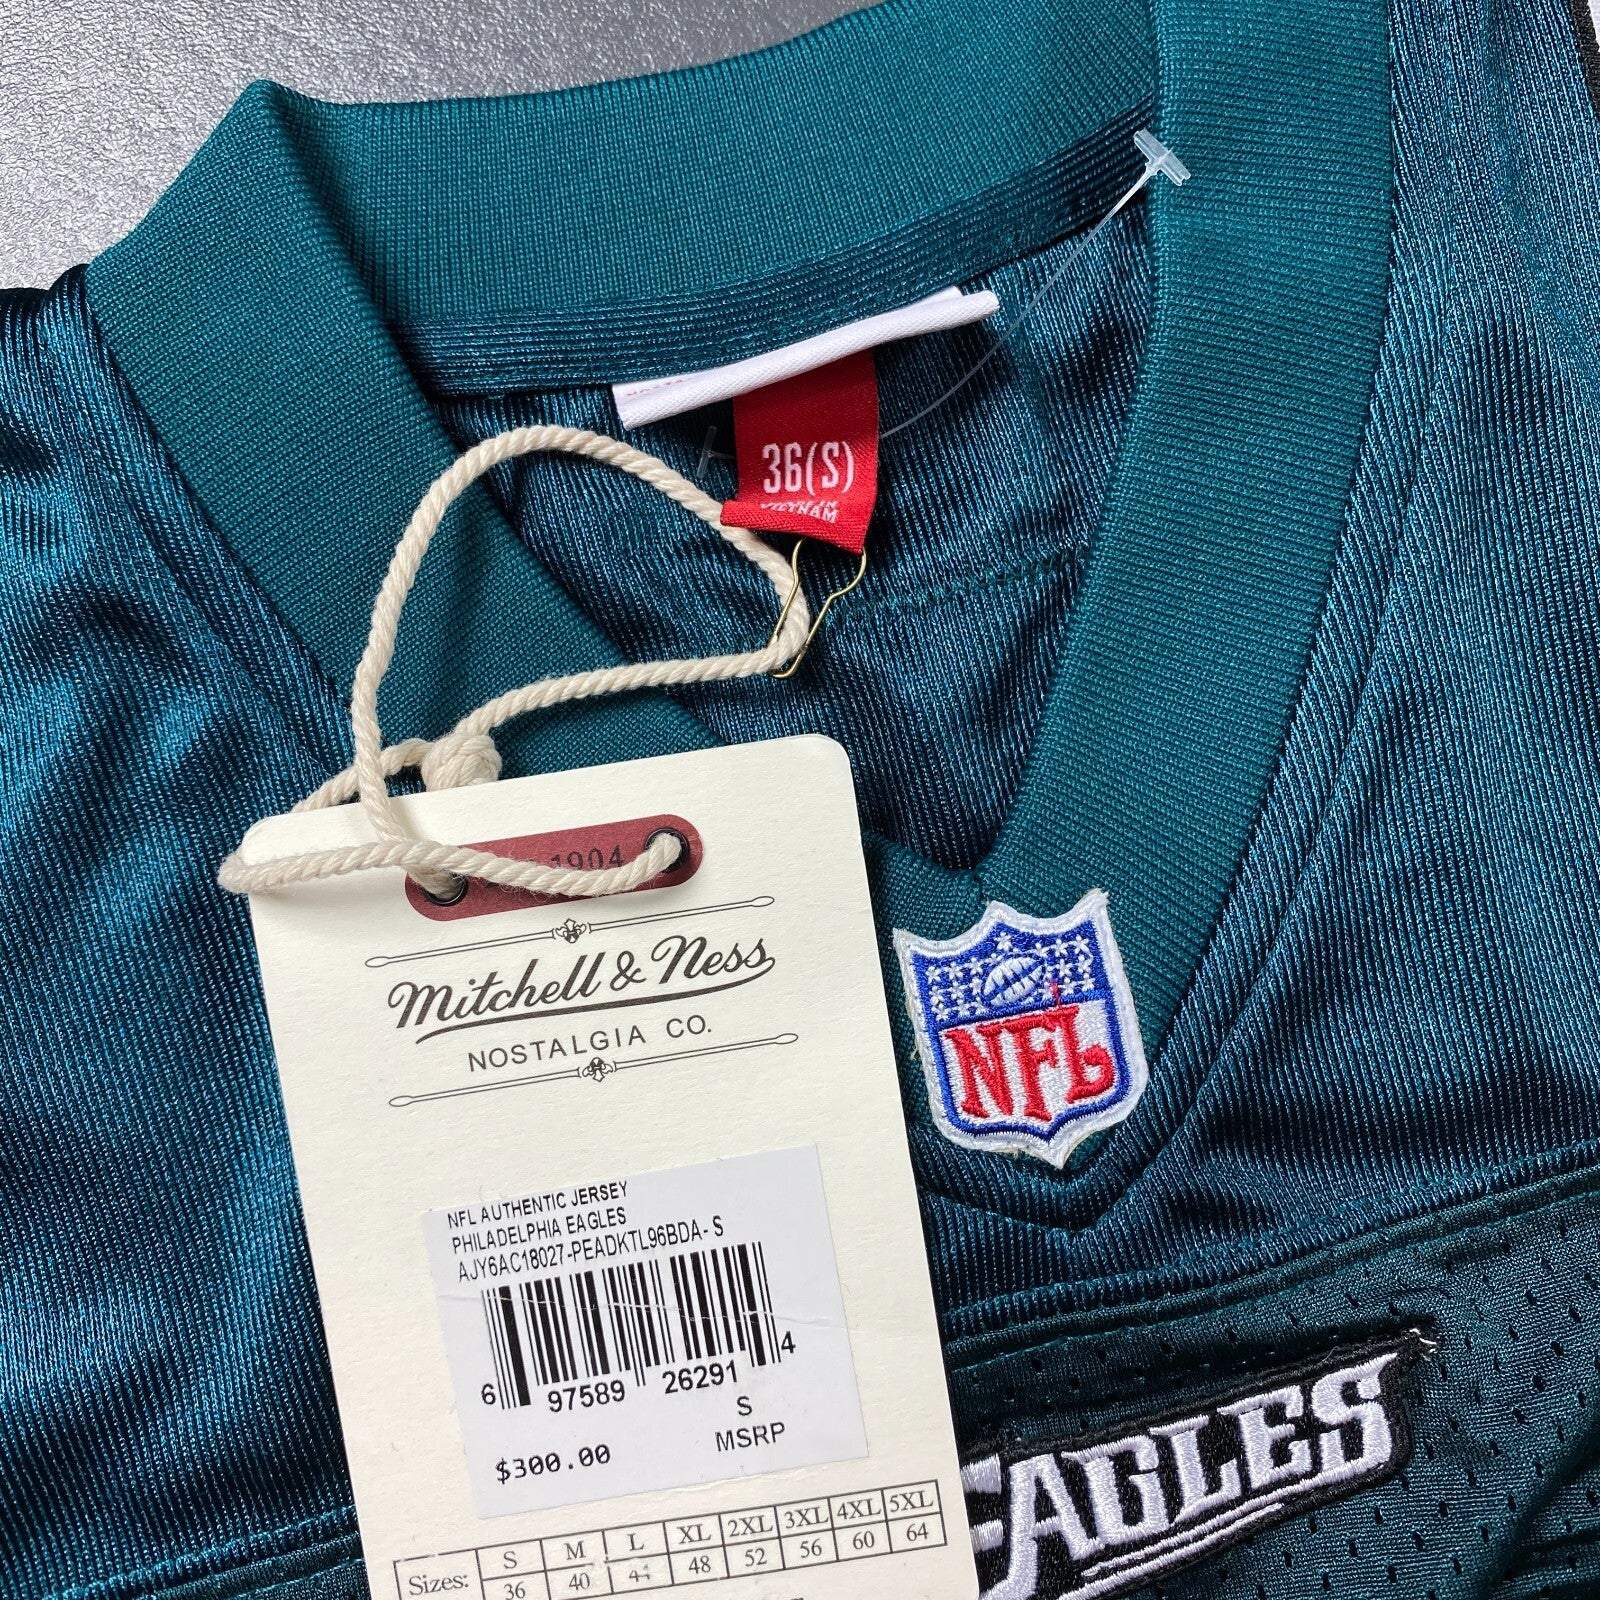 36(S)
VIETNAM
1904
Mitchell & Ness
NOSTALGIA CO.
NFL
NFL AUTHENTIC JERSEY
PHILADELPHIA EAGLES
AJY6AC18027-PEADKTL96BDA- S
6 97589 26291 4
S
$300.00 MSRP
EAGLES
Sizes: S M L XL 2XL 3XL 4XL 5XL
36 40 44 48 52 56 60 64